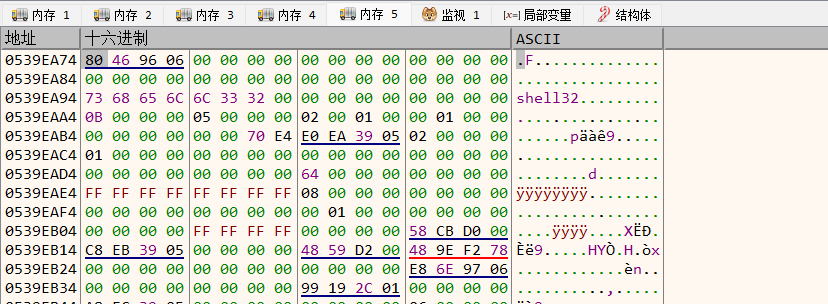 内存 1 内存 2 内存 3 内存 4 内存 5 监视 1 [x=] 局部变量 结构体
地址 十六进制 ASCII
0539EA74 80 46 96 06 00 00 00 00 00 00 00 00 00 00 00 00 .F..............
0539EA84 00 00 00 00 00 00 00 00 00 00 00 00 00 00 00 00 ................
0539EA94 73 68 65 6C 6C 33 32 00 00 00 00 00 00 00 00 00 shell32.........
0539EAA4 0B 00 00 00 05 00 00 00 02 00 01 00 00 01 00 00 ................
0539EAB4 00 00 00 00 00 00 70 E4 E0 EA 39 05 02 00 00 00 ......päàê9.....
0539EAC4 01 00 00 00 00 00 00 00 00 00 00 00 00 00 00 00 ................
0539EAD4 00 00 00 00 00 00 00 00 64 00 00 00 00 00 00 00 ........d.......
0539EAE4 FF FF FF FF FF FF FF FF 08 00 00 00 00 00 00 00 ÿÿÿÿÿÿÿÿ........
0539EAF4 00 00 00 00 00 00 00 00 00 01 00 00 00 00 00 00 ................
0539EB04 00 00 00 00 FF FF FF FF 00 00 00 00 58 CB D0 00 ....ÿÿÿÿ....XËÐ.
0539EB14 C8 EB 39 05 00 00 00 00 48 59 D2 00 48 9E F2 78 Èë9.....HYÒ.H.òx
0539EB24 00 00 00 00 00 00 00 00 00 00 00 00 E8 6E 97 06 ............èn..
0539EB34 00 00 00 00 00 00 00 00 99 19 2C 01 00 00 00 00 ..........,.....